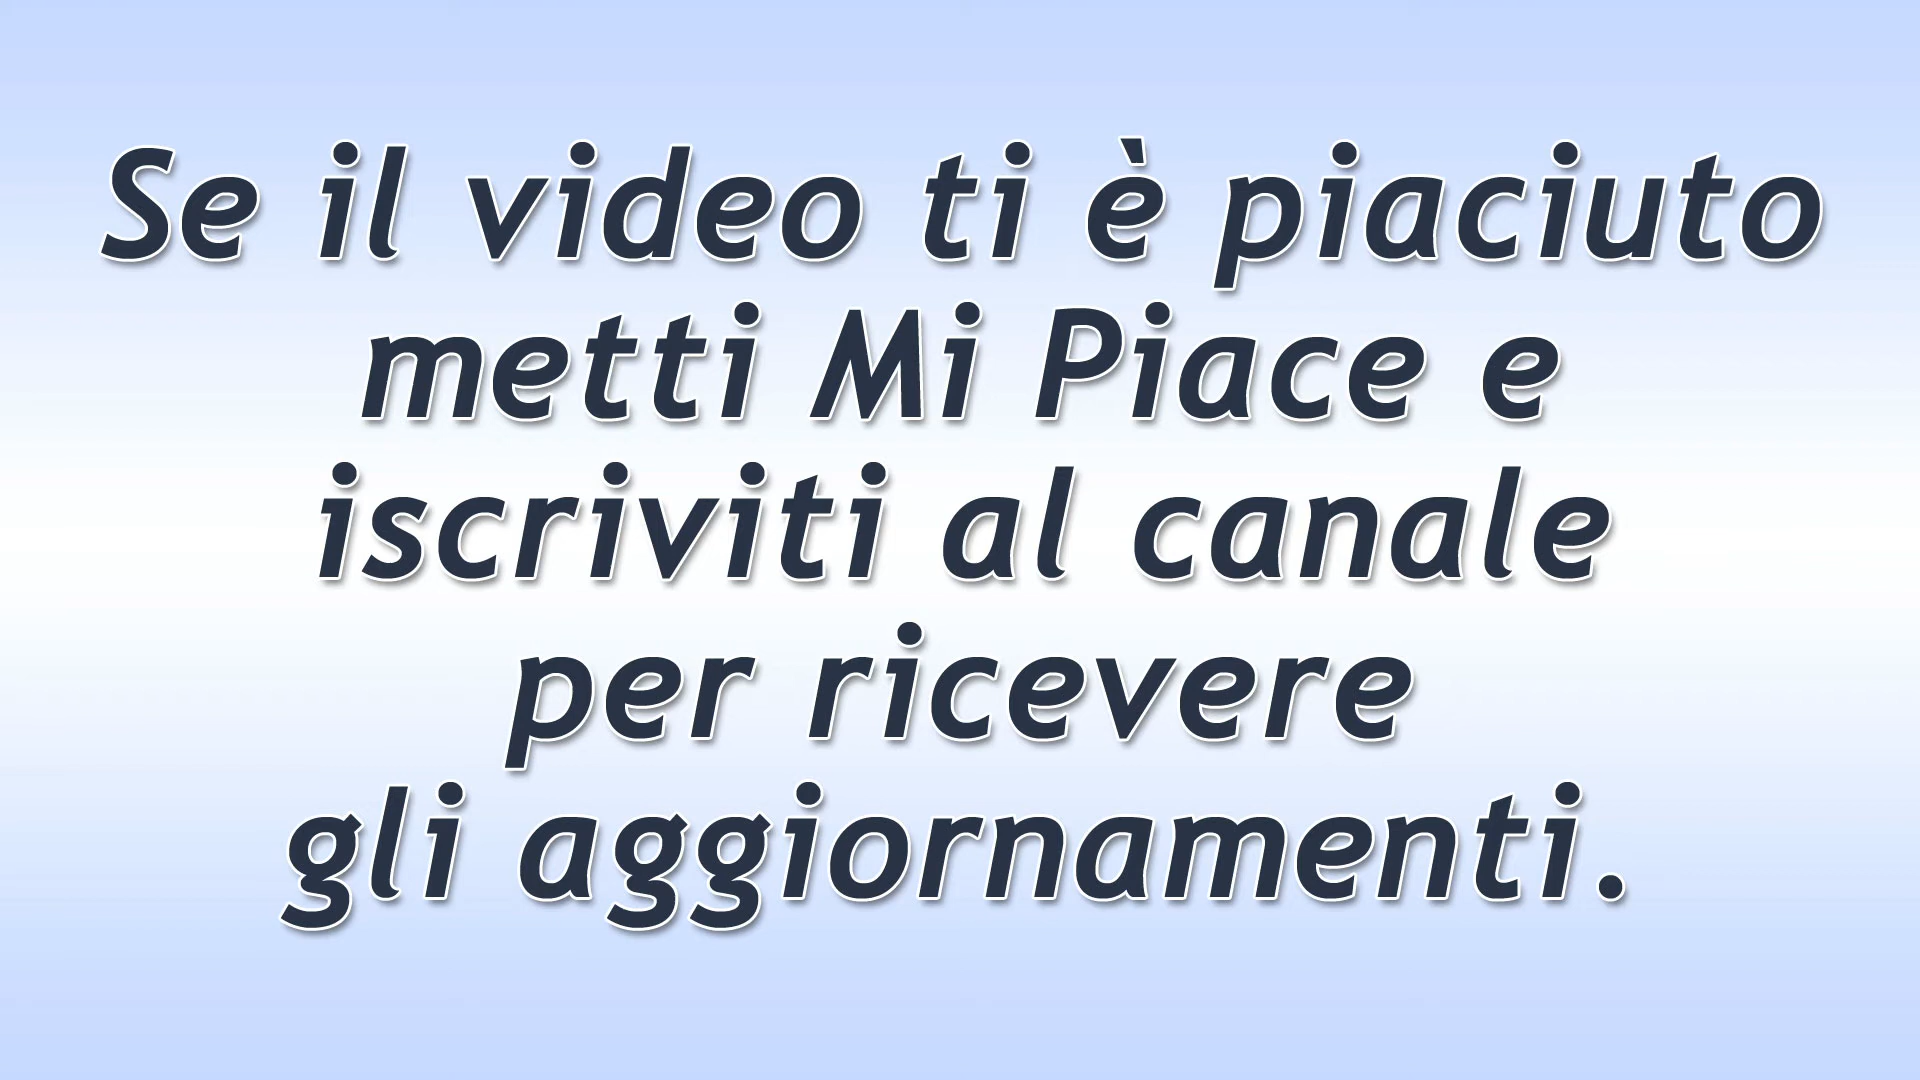 Se il video ti è piaciuto
metti Mi Piace e
iscriviti al canale
per ricevere
gli aggiornamenti.